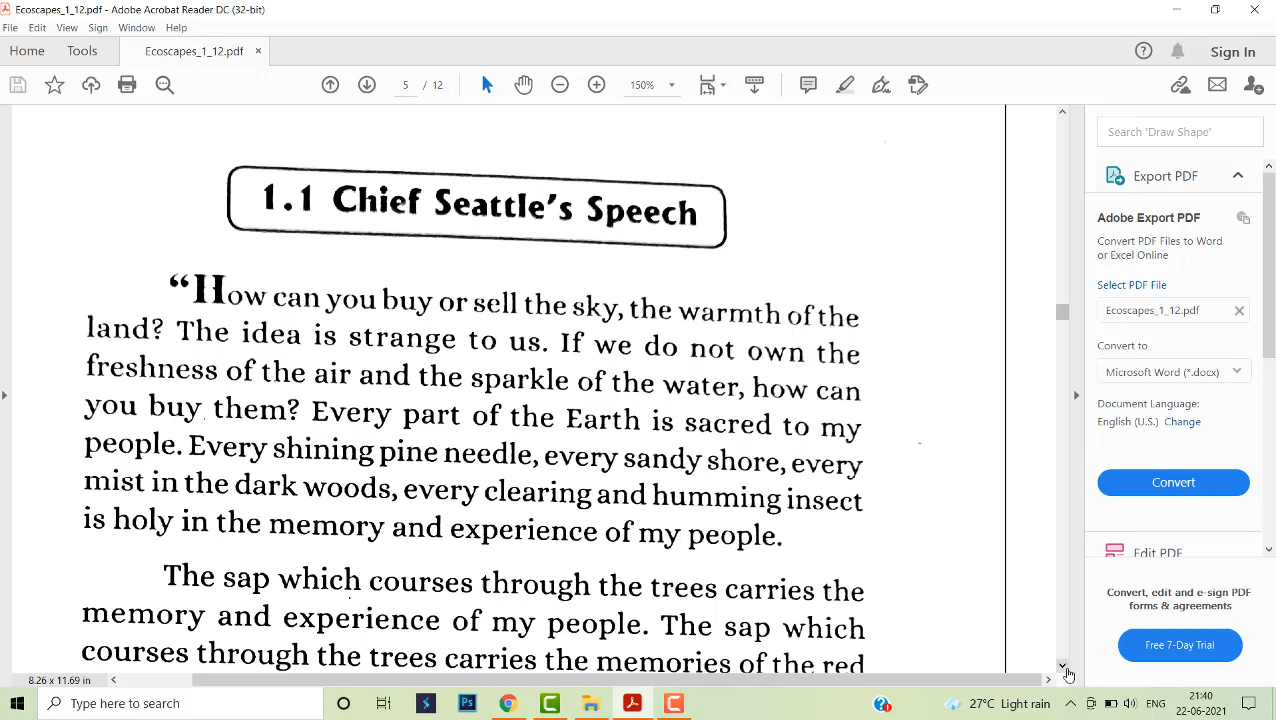 Ecoscapes_1_12.pdf - Adobe Acrobat Reader DC (32-bit)
File Edit View Sign Window Help
Home Tools Ecoscapes_1_12.pdf × Sign In
5 / 12 150%
Search 'Draw Shape'
1.1 Chief Seattle's Speech
“How can you buy or sell the sky, the warmth of the
land? The idea is strange to us. If we do not own the
freshness of the air and the sparkle of the water, how can
you buy them? Every part of the Earth is sacred to my
people. Every shining pine needle, every sandy shore, every
mist in the dark woods, every clearing and humming insect
is holy in the memory and experience of my people.
The sap which courses through the trees carries the
memory and experience of my people. The sap which
courses through the trees carries the memories of the red
Export PDF
Adobe Export PDF
Convert PDF Files to Word
or Excel Online
Select PDF File
Ecoscapes_1_12.pdf
Convert to
Microsoft Word (*.docx)
Document Language:
English (U.S.) Change
Convert
Edit PDF
Convert, edit and e-sign PDF
forms & agreements
Free 7-Day Trial
8.26 x 11.69 in
Type here to search
27°C Light rain
ENG
21:40
22-06-2021